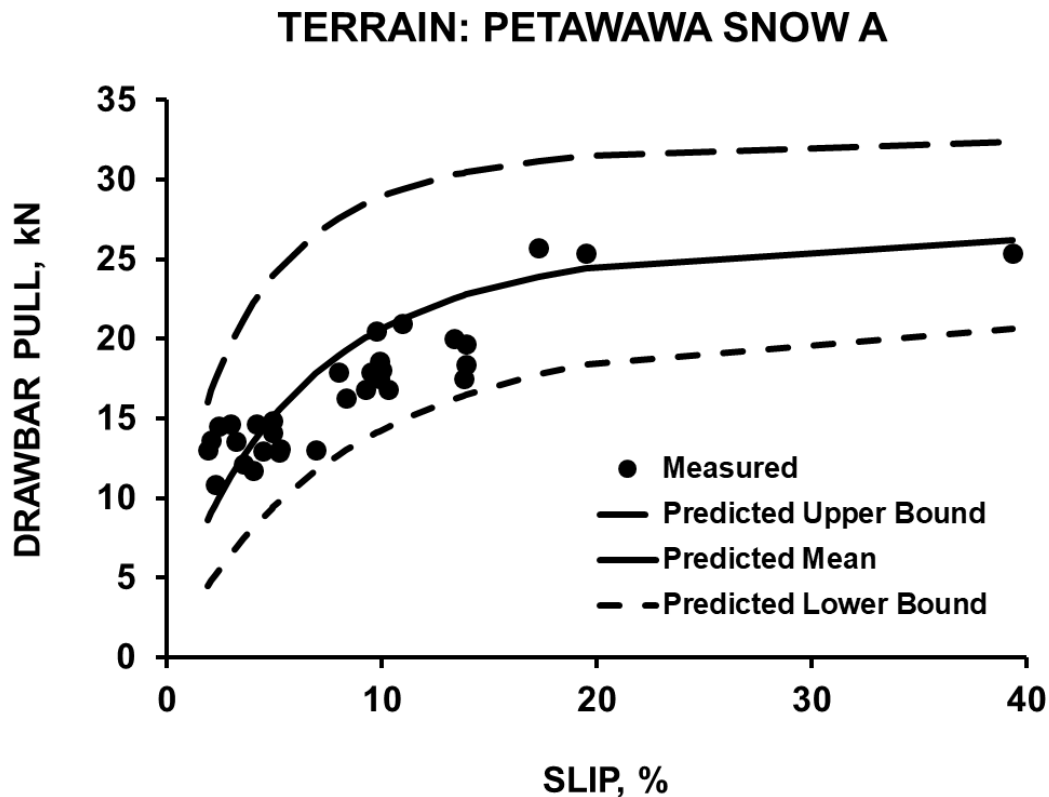 TERRAIN: PETAWAWA SNOW A
35
30
25
20
15
10
5
0
DRAWBAR PULL, kN
Measured
Predicted Upper Bound
Predicted Mean
Predicted Lower Bound
0 10 20 30 40
SLIP, %